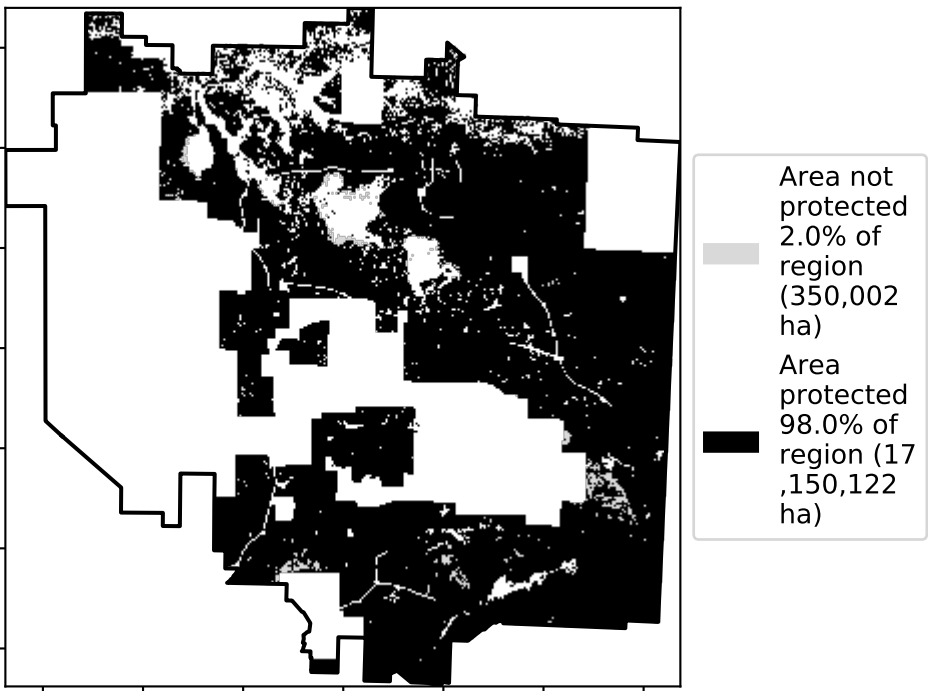 Area not
protected
2.0% of
region
(350,002
ha)
Area
protected
98.0% of
region (17
,150,122
ha)